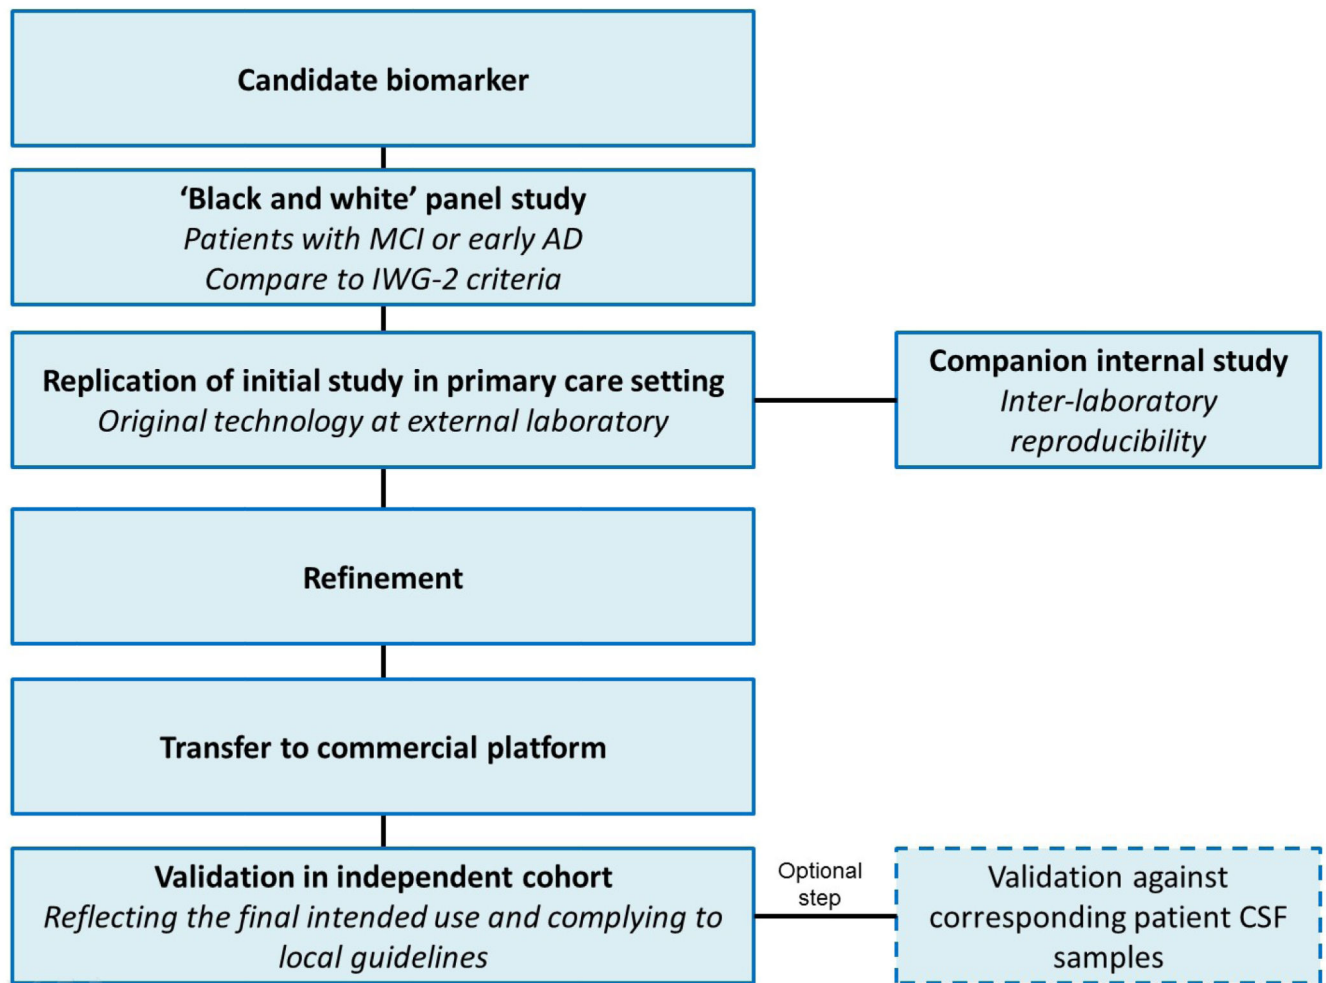 Candidate biomarker
‘Black and white’ panel study
Patients with MCI or early AD
Compare to IWG-2 criteria
Replication of initial study in primary care setting
Original technology at external laboratory
Companion internal study
Inter-laboratory
reproducibility
Refinement
Transfer to commercial platform
Validation in independent cohort
Reflecting the final intended use and complying to
local guidelines
Optional
step
Validation against
corresponding patient CSF
samples